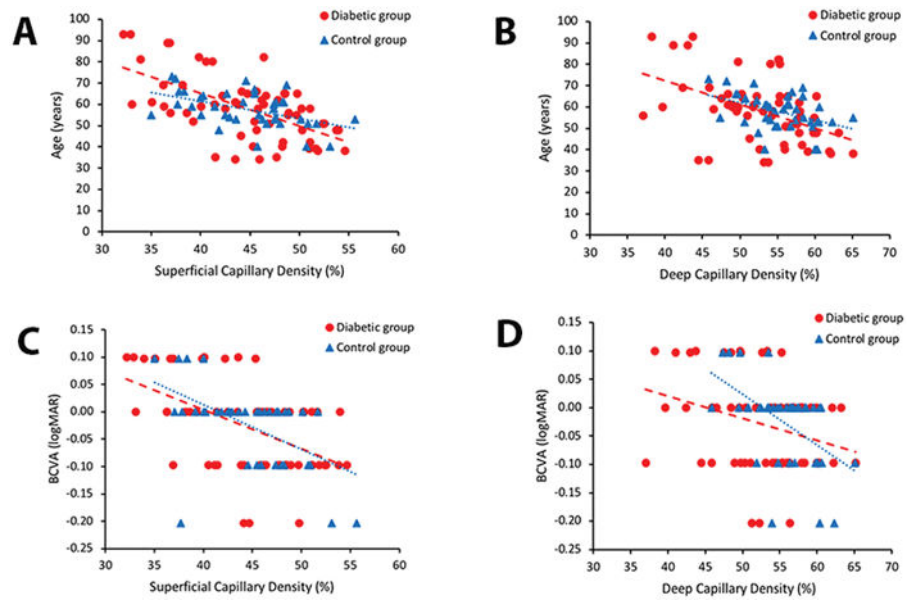 A
Diabetic group
Control group
100
90
80
70
60
50
40
30
20
10
0
Age (years)
30 35 40 45 50 55 60
Superficial Capillary Density (%)
B
Diabetic group
Control group
100
90
80
70
60
50
40
30
20
10
0
Age (years)
30 35 40 45 50 55 60 65 70
Deep Capillary Density (%)
C
Diabetic group
Control group
0.15
0.10
0.05
0.00
-0.05
-0.10
-0.15
-0.20
-0.25
BCVA (logMAR)
30 35 40 45 50 55 60
Superficial Capillary Density (%)
D
Diabetic group
Control group
0.15
0.10
0.05
0.00
-0.05
-0.10
-0.15
-0.20
-0.25
BCVA (logMAR)
30 35 40 45 50 55 60 65 70
Deep Capillary Density (%)